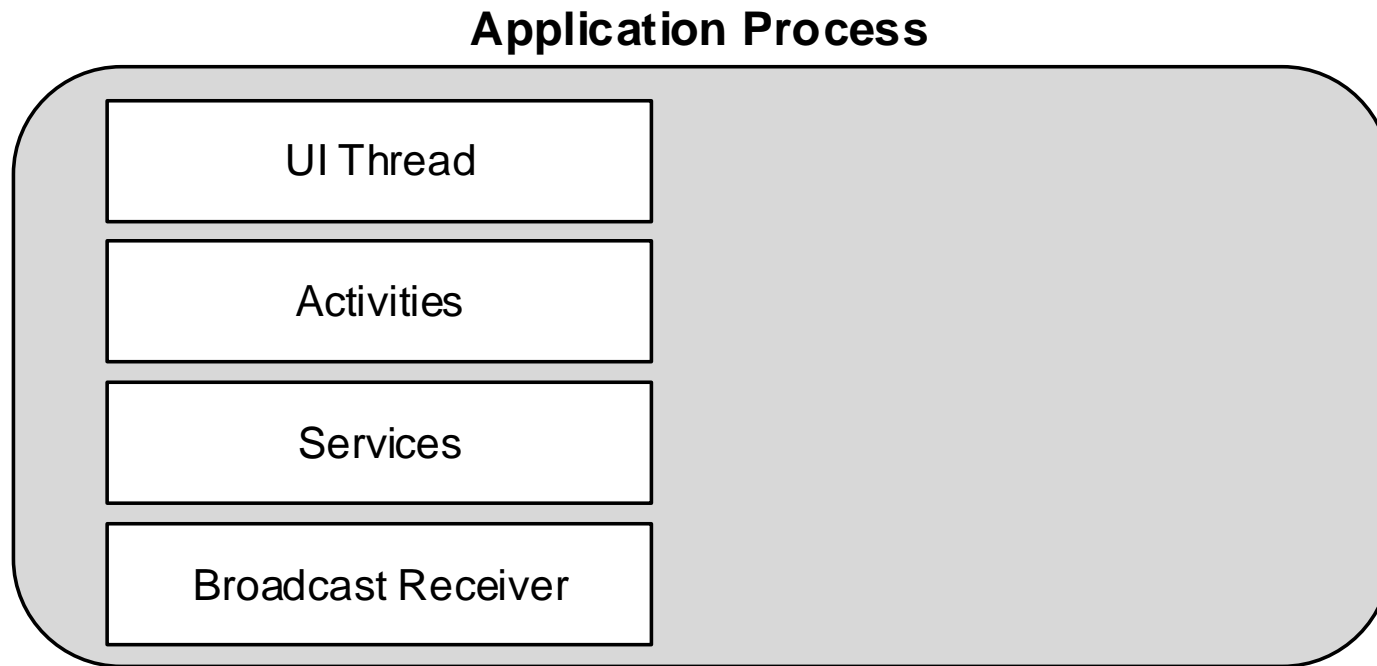 Application Process
UI Thread
Activities
Services
Broadcast Receiver